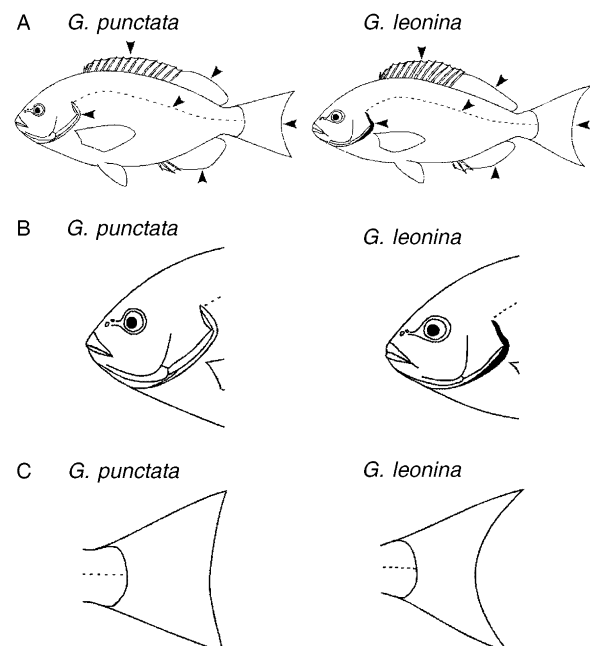 A G. punctata G. leonina
B G. punctata G. leonina
C G. punctata G. leonina